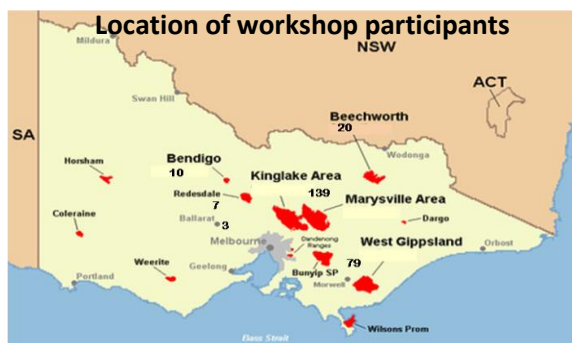 Location of workshop participants
Mildura
NSW
ACT
Swan Hill
SA
Beechworth
20
Wodonga
Horsham
Bendigo
10
Kinglake Area
139
Marysville Area
Redesdale
7
Coleraine
Ballarat
3
Dargo
Melbourne
Dandenong
Ranges
West Gippsland
Orbost
Weerite
Geelong
Bunyip SP
79
Morwell
Portland
Wilsons Prom
Bass Strait